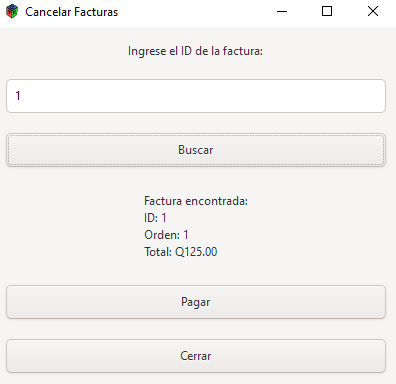 Cancelar Facturas
Ingrese el ID de la factura:
1
Buscar
Factura encontrada:
ID: 1
Orden: 1
Total: Q125.00
Pagar
Cerrar